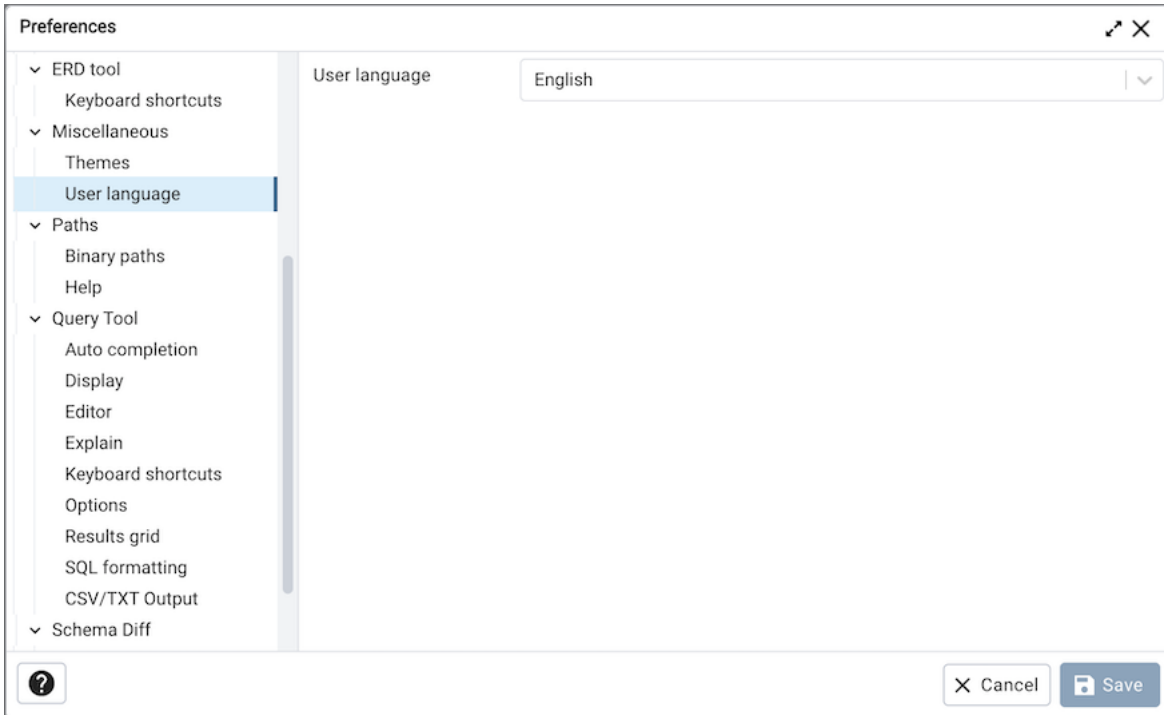 Preferences
ERD tool
Keyboard shortcuts
Miscellaneous
Themes
User language
Paths
Binary paths
Help
Query Tool
Auto completion
Display
Editor
Explain
Keyboard shortcuts
Options
Results grid
SQL formatting
CSV/TXT Output
Schema Diff
User language
English
?
Cancel
Save